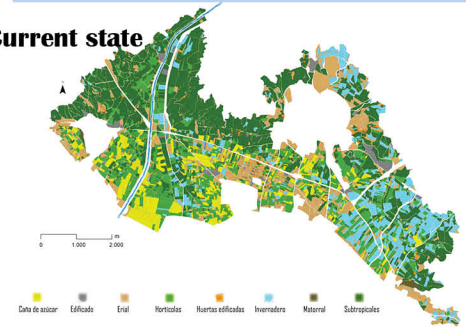 Current state
N
m
0 1.000 2.000
Caña de azúcar Edificado Erial Hortícolas Huertas edificadas Invernadero Matorral Subtropicales